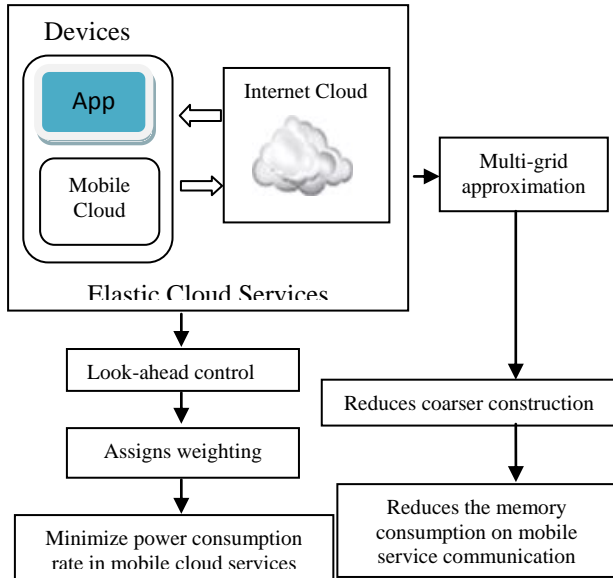 Devices
App
Mobile
Cloud
Internet Cloud
Elastic Cloud Services
Multi-grid
approximation
Look-ahead control
Assigns weighting
Minimize power consumption
rate in mobile cloud services
Reduces coarser construction
Reduces the memory
consumption on mobile
service communication